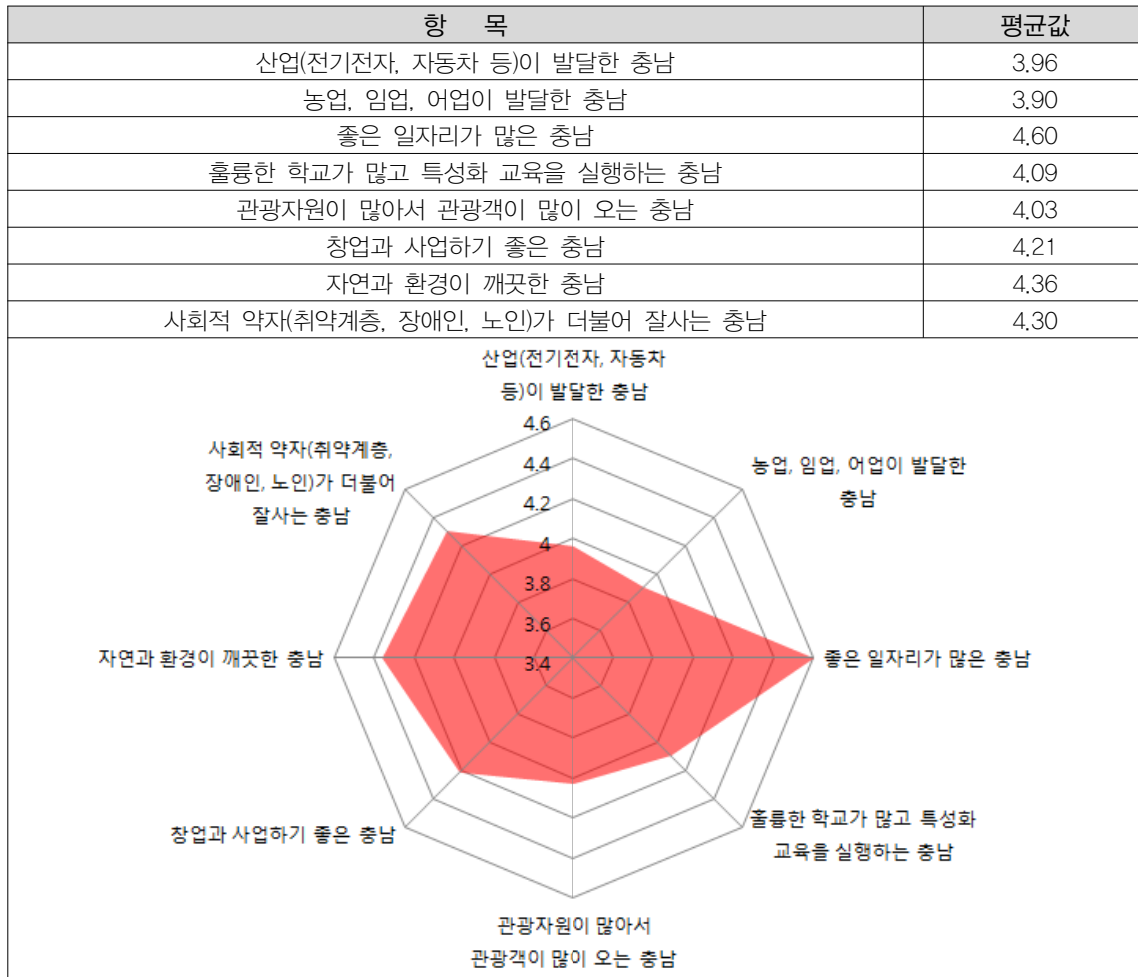 항 목 평균값
산업(전기전자, 자동차 등)이 발달한 충남 3.96
농업, 임업, 어업이 발달한 충남 3.90
좋은 일자리가 많은 충남 4.60
훌륭한 학교가 많고 특성화 교육을 실행하는 충남 4.09
관광자원이 많아서 관광객이 많이 오는 충남 4.03
창업과 사업하기 좋은 충남 4.21
자연과 환경이 깨끗한 충남 4.36
사회적 약자(취약계층, 장애인, 노인)가 더불어 잘사는 충남 4.30
산업(전기전자, 자동차
등)이 발달한 충남
농업, 임업, 어업이 발달한
충남
좋은 일자리가 많은 충남
훌륭한 학교가 많고 특성화
교육을 실행하는 충남
관광자원이 많아서
관광객이 많이 오는 충남
창업과 사업하기 좋은 충남
자연과 환경이 깨끗한 충남
사회적 약자(취약계층,
장애인, 노인)가 더불어
잘사는 충남
4.6
4.4
4.2
4
3.8
3.6
3.4